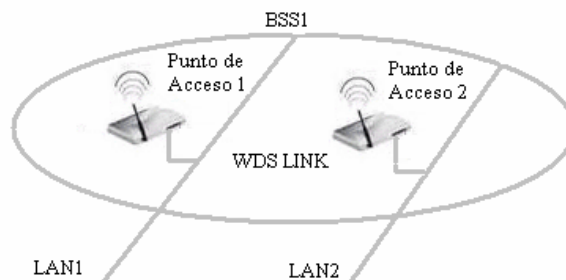 BSS1
Punto de
Acceso 1
Punto de
Acceso 2
WDS LINK
LAN1
LAN2